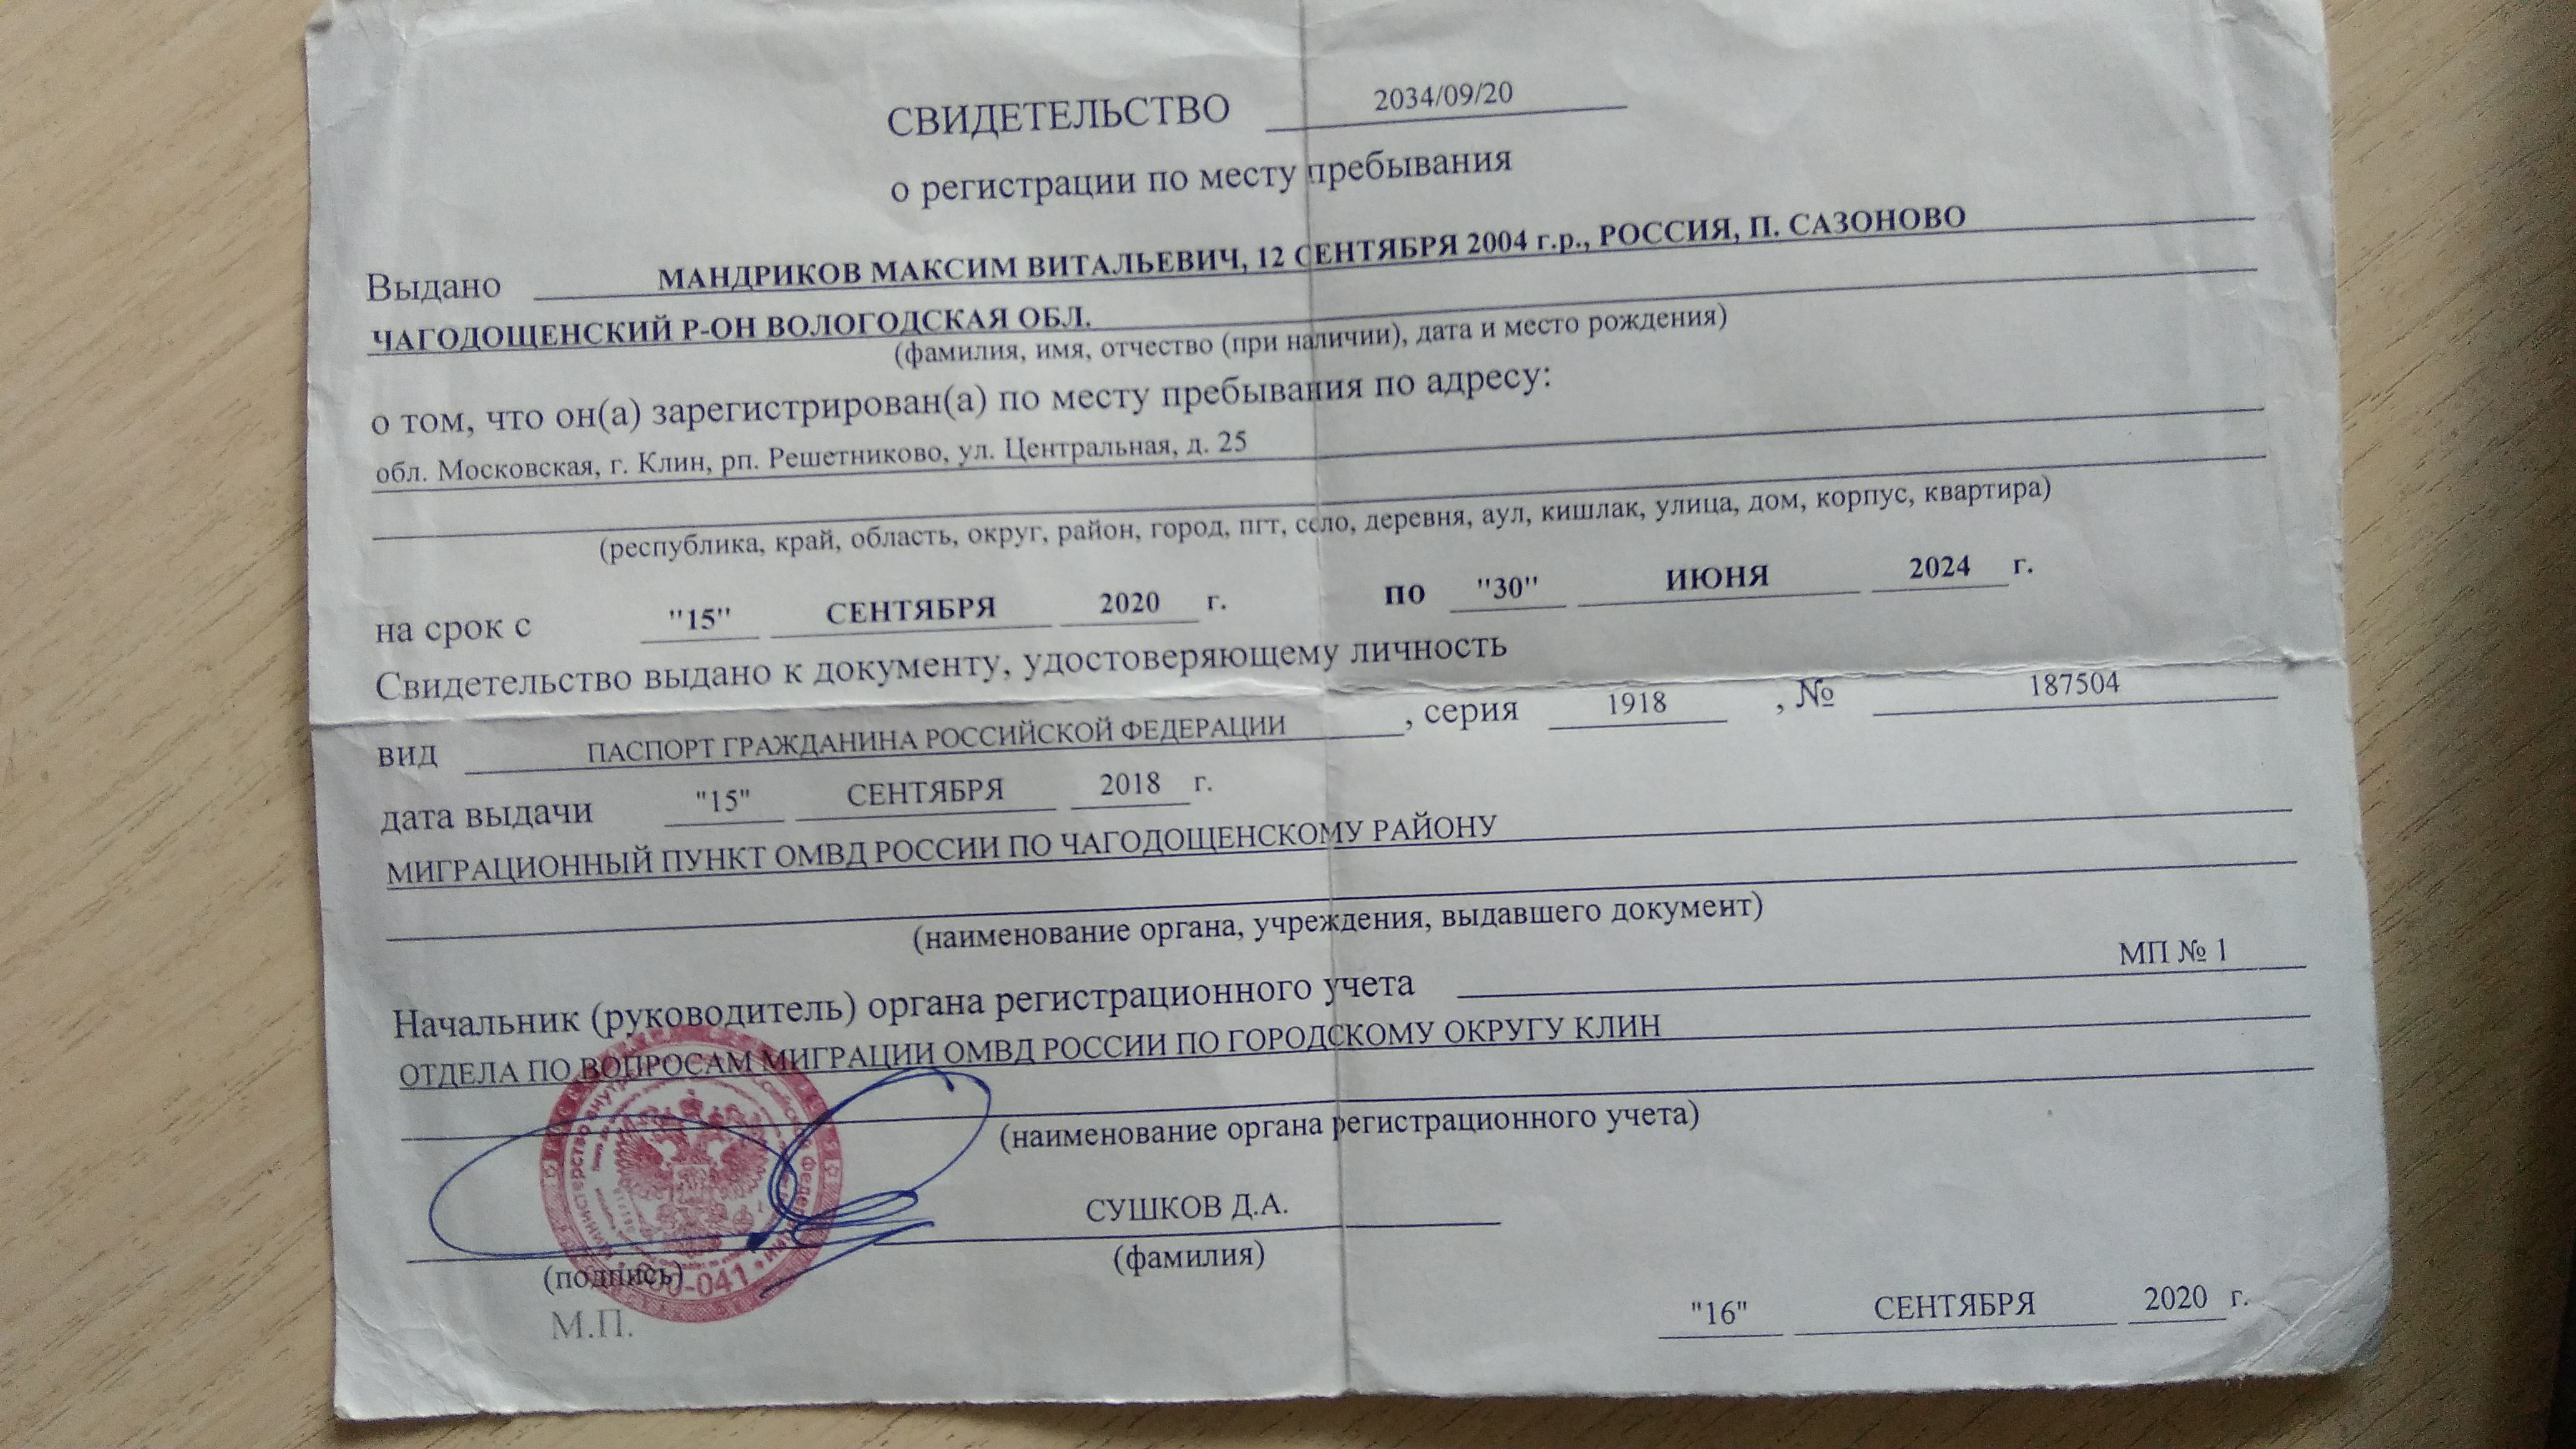 СВИДЕТЕЛЬСТВО 2034/09/20
о регистрации по месту пребывания
Выдано МАНДРИКОВ МАКСИМ ВИТАЛЬЕВИЧ, 12 СЕНТЯБРЯ 2004 г.р., РОССИЯ, П. САЗОНОВО
ЧАГОДОЩЕНСКИЙ Р-ОН ВОЛОГОДСКАЯ ОБЛ.
(фамилия, имя, отчество (при наличии), дата и место рождения)
о том, что он(а) зарегистрирован(а) по месту пребывания по адресу:
обл. Московская, г. Клин, рп. Решетниково, ул. Центральная, д. 25
(республика, край, область, округ, район, город, пгт, село, деревня, аул, кишлак, улица, дом, корпус, квартира)
на срок с "15" СЕНТЯБРЯ 2020 г. по "30" ИЮНЯ 2024 г.
Свидетельство выдано к документу, удостоверяющему личность
вид ПАСПОРТ ГРАЖДАНИНА РОССИЙСКОЙ ФЕДЕРАЦИИ, серия 1918, № 187504
дата выдачи "15" СЕНТЯБРЯ 2018 г.
МИГРАЦИОННЫЙ ПУНКТ ОМВД РОССИИ ПО ЧАГОДОЩЕНСКОМУ РАЙОНУ
(наименование органа, учреждения, выдавшего документ)
Начальник (руководитель) органа регистрационного учета МП № 1
ОТДЕЛА ПО ВОПРОСАМ МИГРАЦИИ ОМВД РОССИИ ПО ГОРОДСКОМУ ОКРУГУ КЛИН
(наименование органа регистрационного учета)
СУШКОВ Д.А.
(подпись) (фамилия)
М.П.
"16" СЕНТЯБРЯ 2020 г.